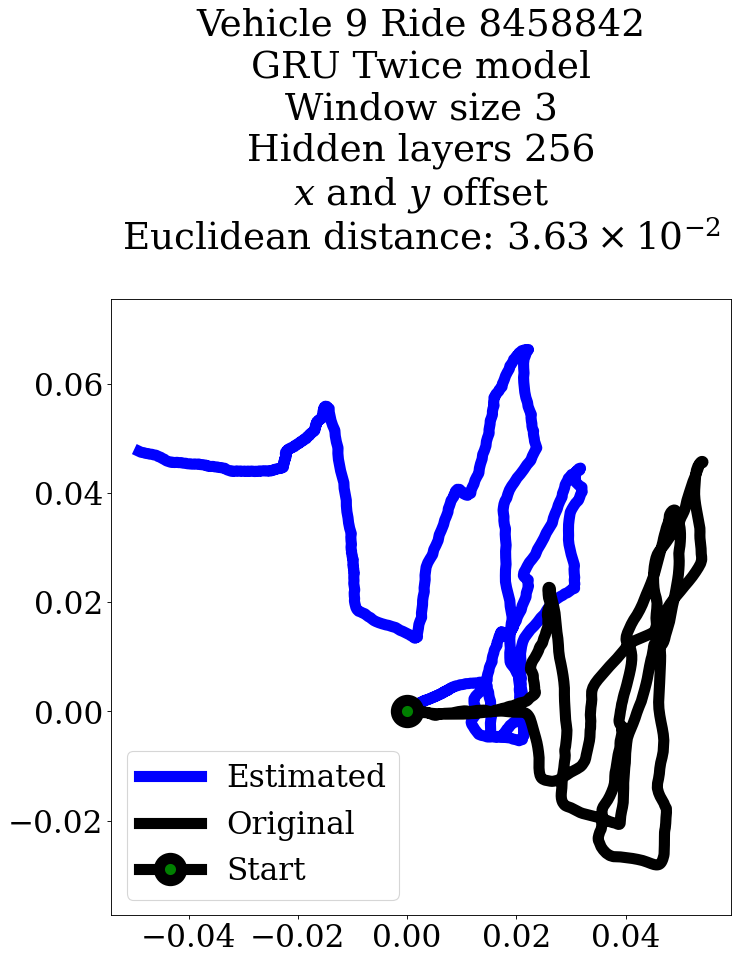 Vehicle 9 Ride 8458842
GRU Twice model
Window size 3
Hidden layers 256
x and y offset
Euclidean distance: 3.63 × 10⁻²
0.06
0.04
0.02
0.00
−0.02
Estimated
Original
Start
−0.04 −0.02 0.00 0.02 0.04